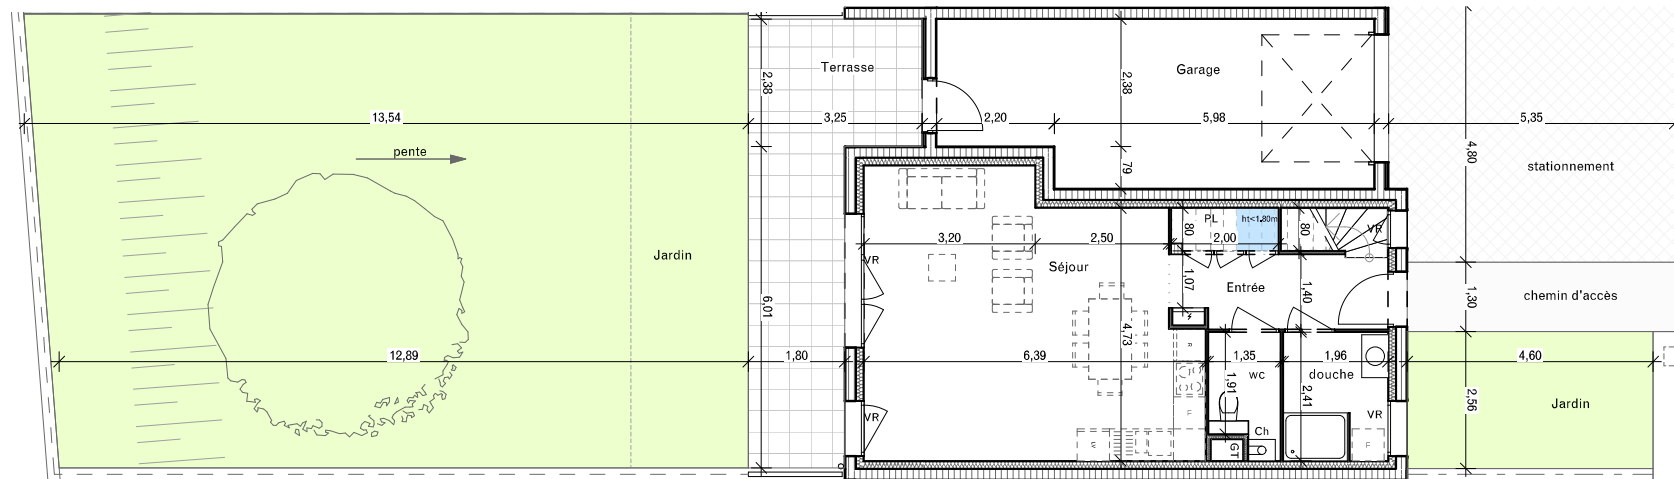 Terrasse
Garage
2,38
2,38
13,54
3,25
2,20
5,98
5,35
4,80
pente
79
stationnement
PL
ht<1.80m
80
80
VR
3,20
2,50
2,00
Jardin
VR
Séjour
1,07
Entrée
1,40
1,30
chemin d'accès
6,01
4,73
12,89
1,80
6,39
1,35
1,96
4,60
wc
douche
1,91
2,41
2,56
Jardin
VR
VR
Ch
GT